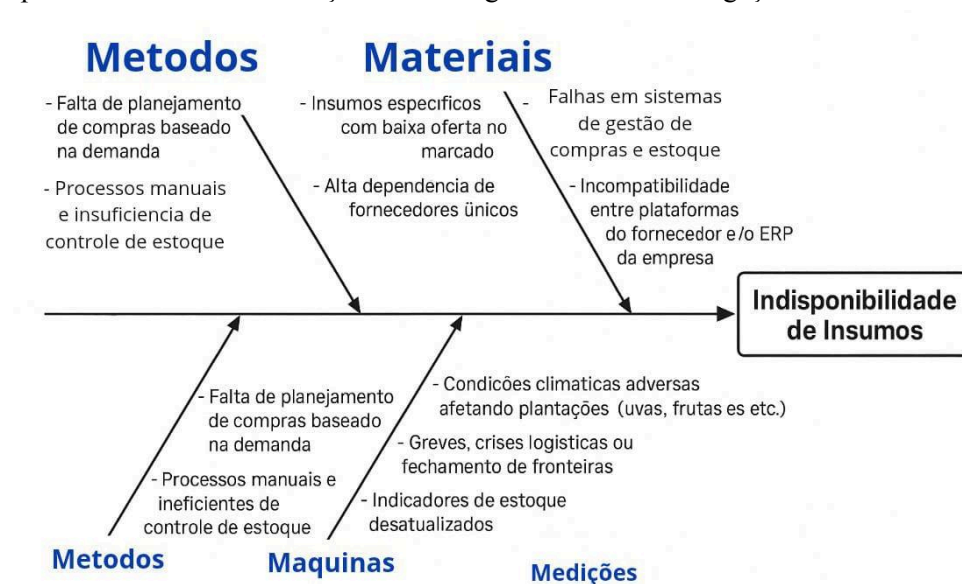 Metodos
Materiais
- Falta de planejamento
de compras baseado
na demanda
- Processos manuais
e insuficiencia de
controle de estoque
- Insumos especificos
com baixa oferta no
marcado
- Alta dependencia de
fornecedores ünicos
- Falhas em sistemas
de gestão de
compras e estoque
- Incompatibilidade
entre plataformas
do fornecedor e/o ERP
da empresa
Indisponibilidade
de Insumos
- Falta de planejamento
de compras baseado
na demanda
- Processos manuais e
ineficientes de
controle de estoque
- Condicões climaticas adversas
afetando plantações (uvas, frutas es etc.)
- Greves, crises logisticas ou
fechamento de fronteiras
- Indicadores de estoque
desatualizados
Metodos
Maquinas
Medições